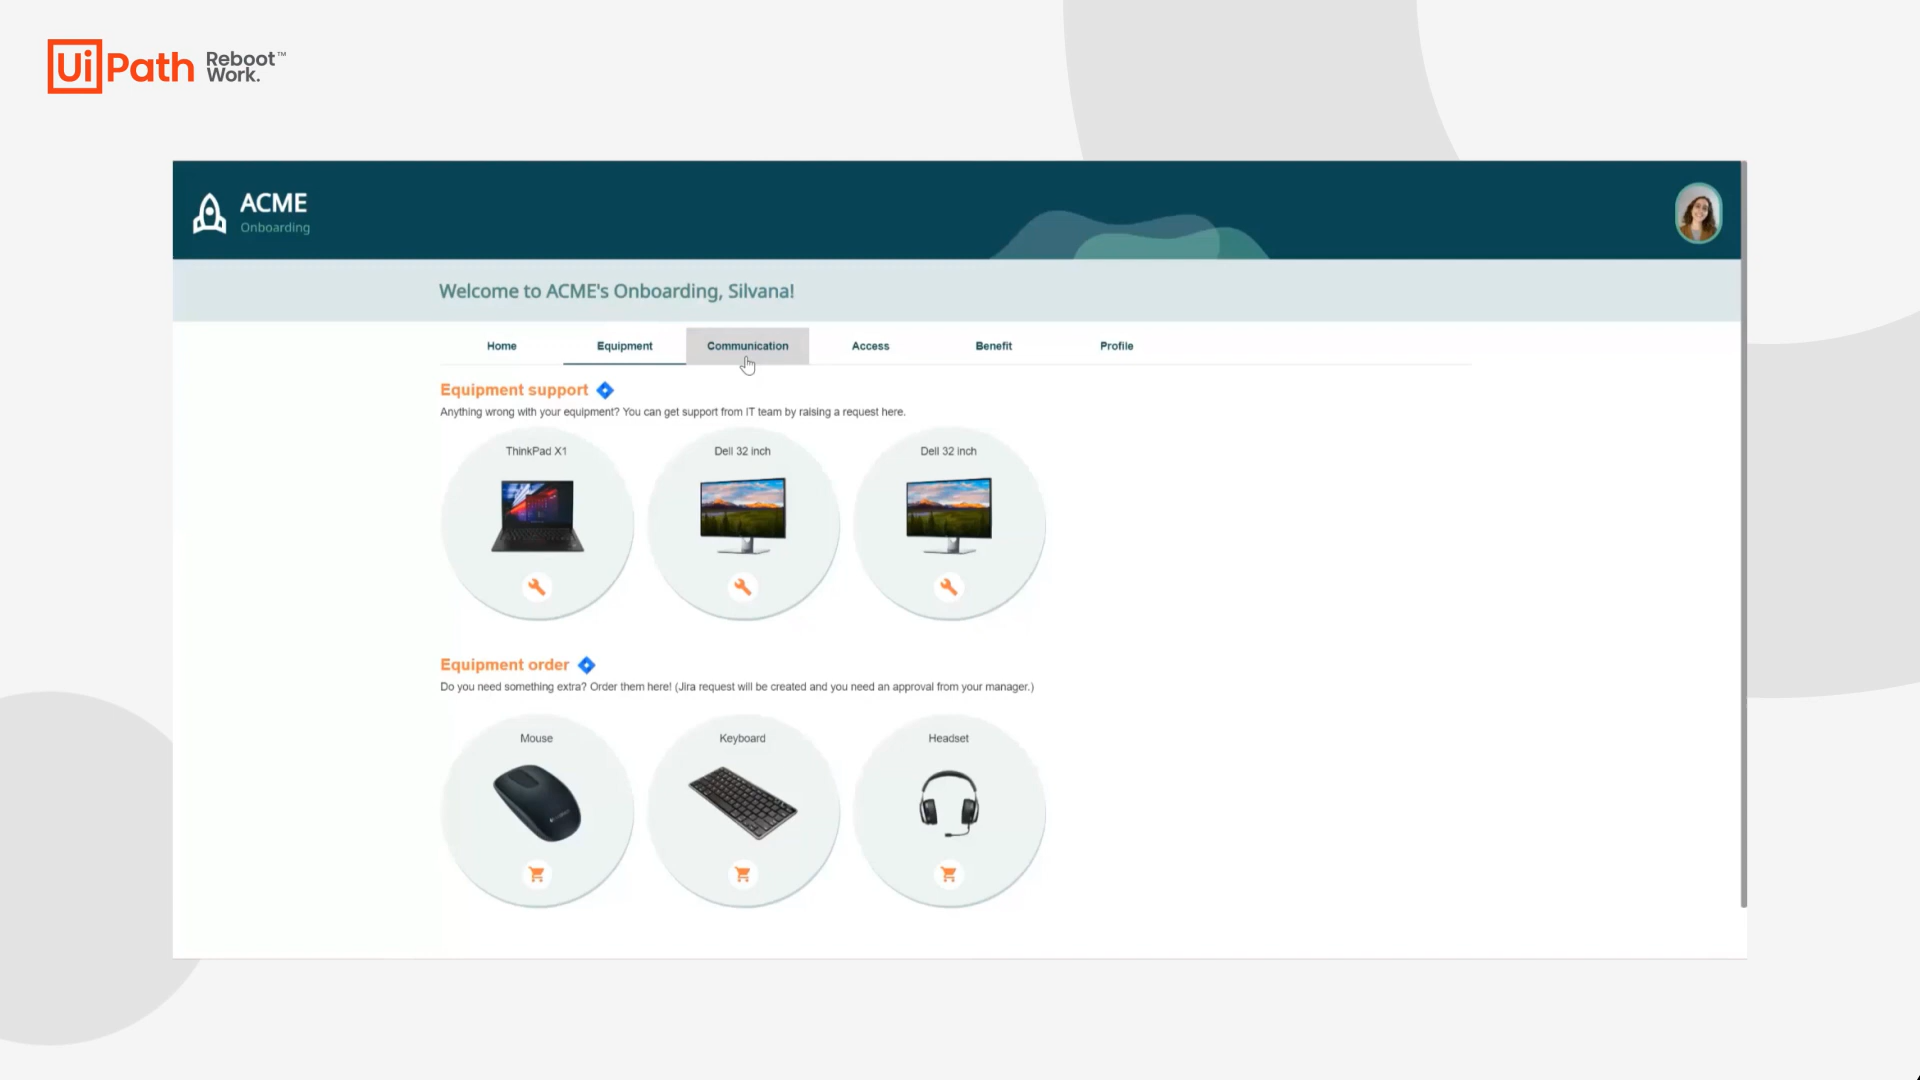 UiPath Reboot™
Work.
ACME
Onboarding
Welcome to ACME's Onboarding, Silvana!
Home Equipment Communication Access Benefit Profile
Equipment support
Anything wrong with your equipment? You can get support from IT team by raising a request here.
ThinkPad X1 Dell 32 inch Dell 32 inch
Equipment order
Do you need something extra? Order them here! (Jira request will be created and you need an approval from your manager.)
Mouse Keyboard Headset